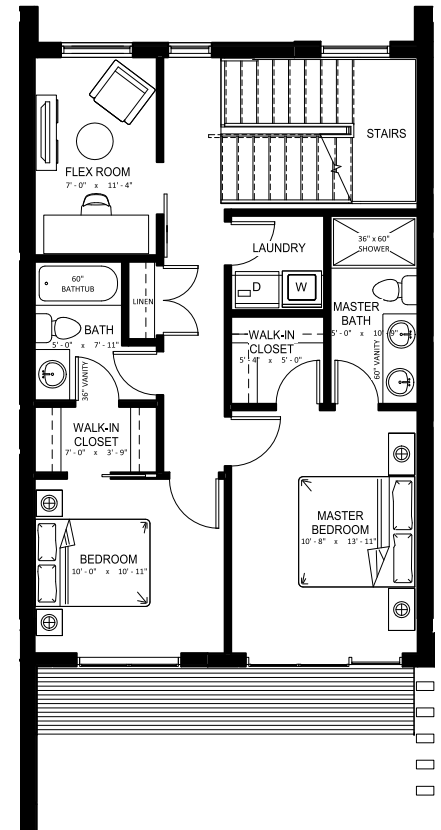 STAIRS
FLEX ROOM
7' - 0" x 11' - 4"
LAUNDRY
D
W
36" x 60"
SHOWER
MASTER
BATH
5' - 0" x 10' - 9"
60" VANITY
60"
BATHTUB
LINEN
BATH
5' - 0" x 7' - 11"
36" VANITY
WALK-IN
CLOSET
5' - 4" x 5' - 0"
WALK-IN
CLOSET
7' - 0" x 3' - 9"
BEDROOM
10' - 0" x 10' - 11"
MASTER
BEDROOM
10' - 8" x 13' - 11"